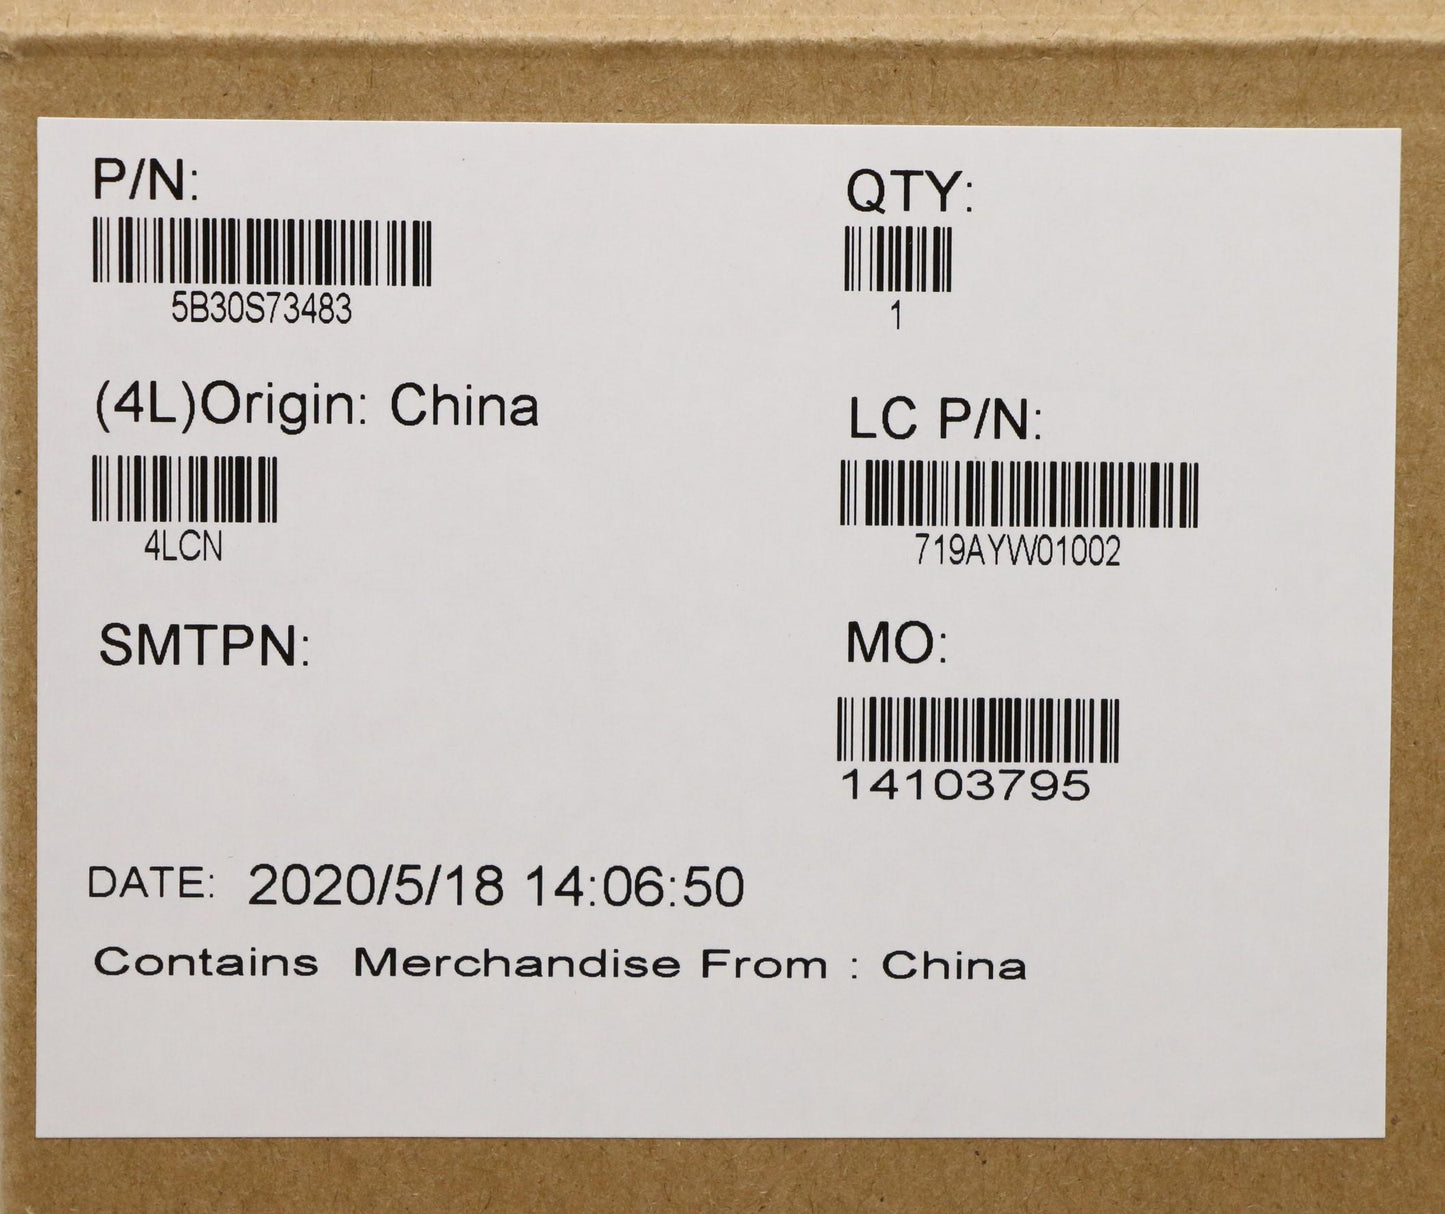 P/N:
5B30S73483
QTY:
1
(4L)Origin: China
4LCN
LC P/N:
719AYW01002
SMTPN:
MO:
14103795
DATE: 2020/5/18 14:06:50
Contains Merchandise From : China